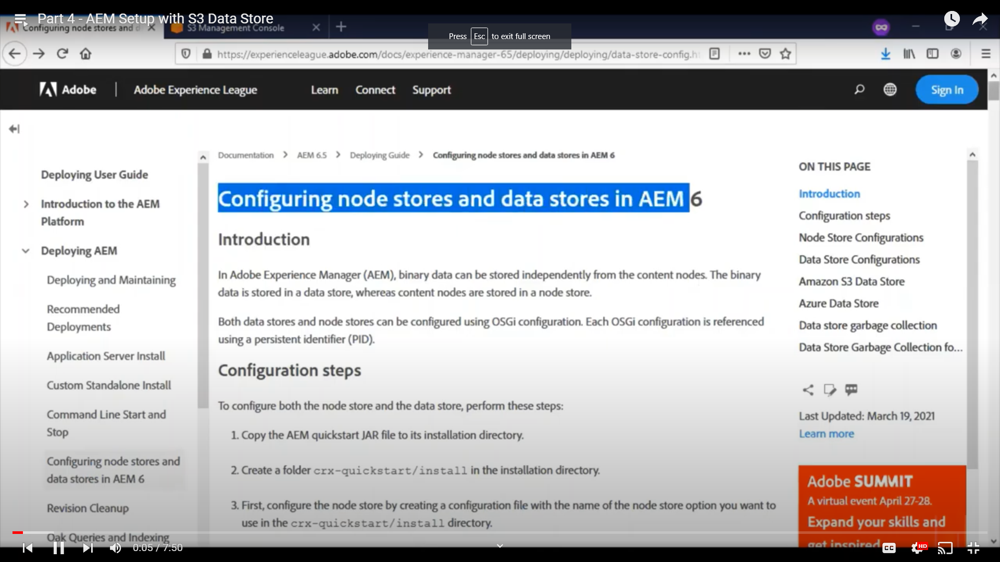 Part 4 - AEM Setup with S3 Data Store
Configuring node stores and d
S3 Management Console
Press Esc to exit full screen
https://experienceleague.adobe.com/docs/experience-manager-65/deploying/deploying/data-store-config.h
Adobe
Adobe Experience League
Learn
Connect
Support
Sign In
Documentation > AEM 6.5 > Deploying Guide > Configuring node stores and data stores in AEM 6
Deploying User Guide
Introduction to the AEM
Platform
Deploying AEM
Deploying and Maintaining
Recommended
Deployments
Application Server Install
Custom Standalone Install
Command Line Start and
Stop
Configuring node stores and
data stores in AEM 6
Revision Cleanup
Oak Queries and Indexing
Configuring node stores and data stores in AEM 6
Introduction
In Adobe Experience Manager (AEM), binary data can be stored independently from the content nodes. The binary
data is stored in a data store, whereas content nodes are stored in a node store.
Both data stores and node stores can be configured using OSGi configuration. Each OSGi configuration is referenced
using a persistent identifier (PID).
Configuration steps
To configure both the node store and the data store, perform these steps:
1. Copy the AEM quickstart JAR file to its installation directory.
2. Create a folder crx-quickstart/install in the installation directory.
3. First, configure the node store by creating a configuration file with the name of the node store option you want to
use in the crx-quickstart/install directory.
ON THIS PAGE
Introduction
Configuration steps
Node Store Configurations
Data Store Configurations
Amazon S3 Data Store
Azure Data Store
Data store garbage collection
Data Store Garbage Collection fo...
Last Updated: March 19, 2021
Learn more
Adobe SUMMIT
A virtual event April 27-28.
Expand your skills and
get inspired
0:05 / 7:50
CC
HD